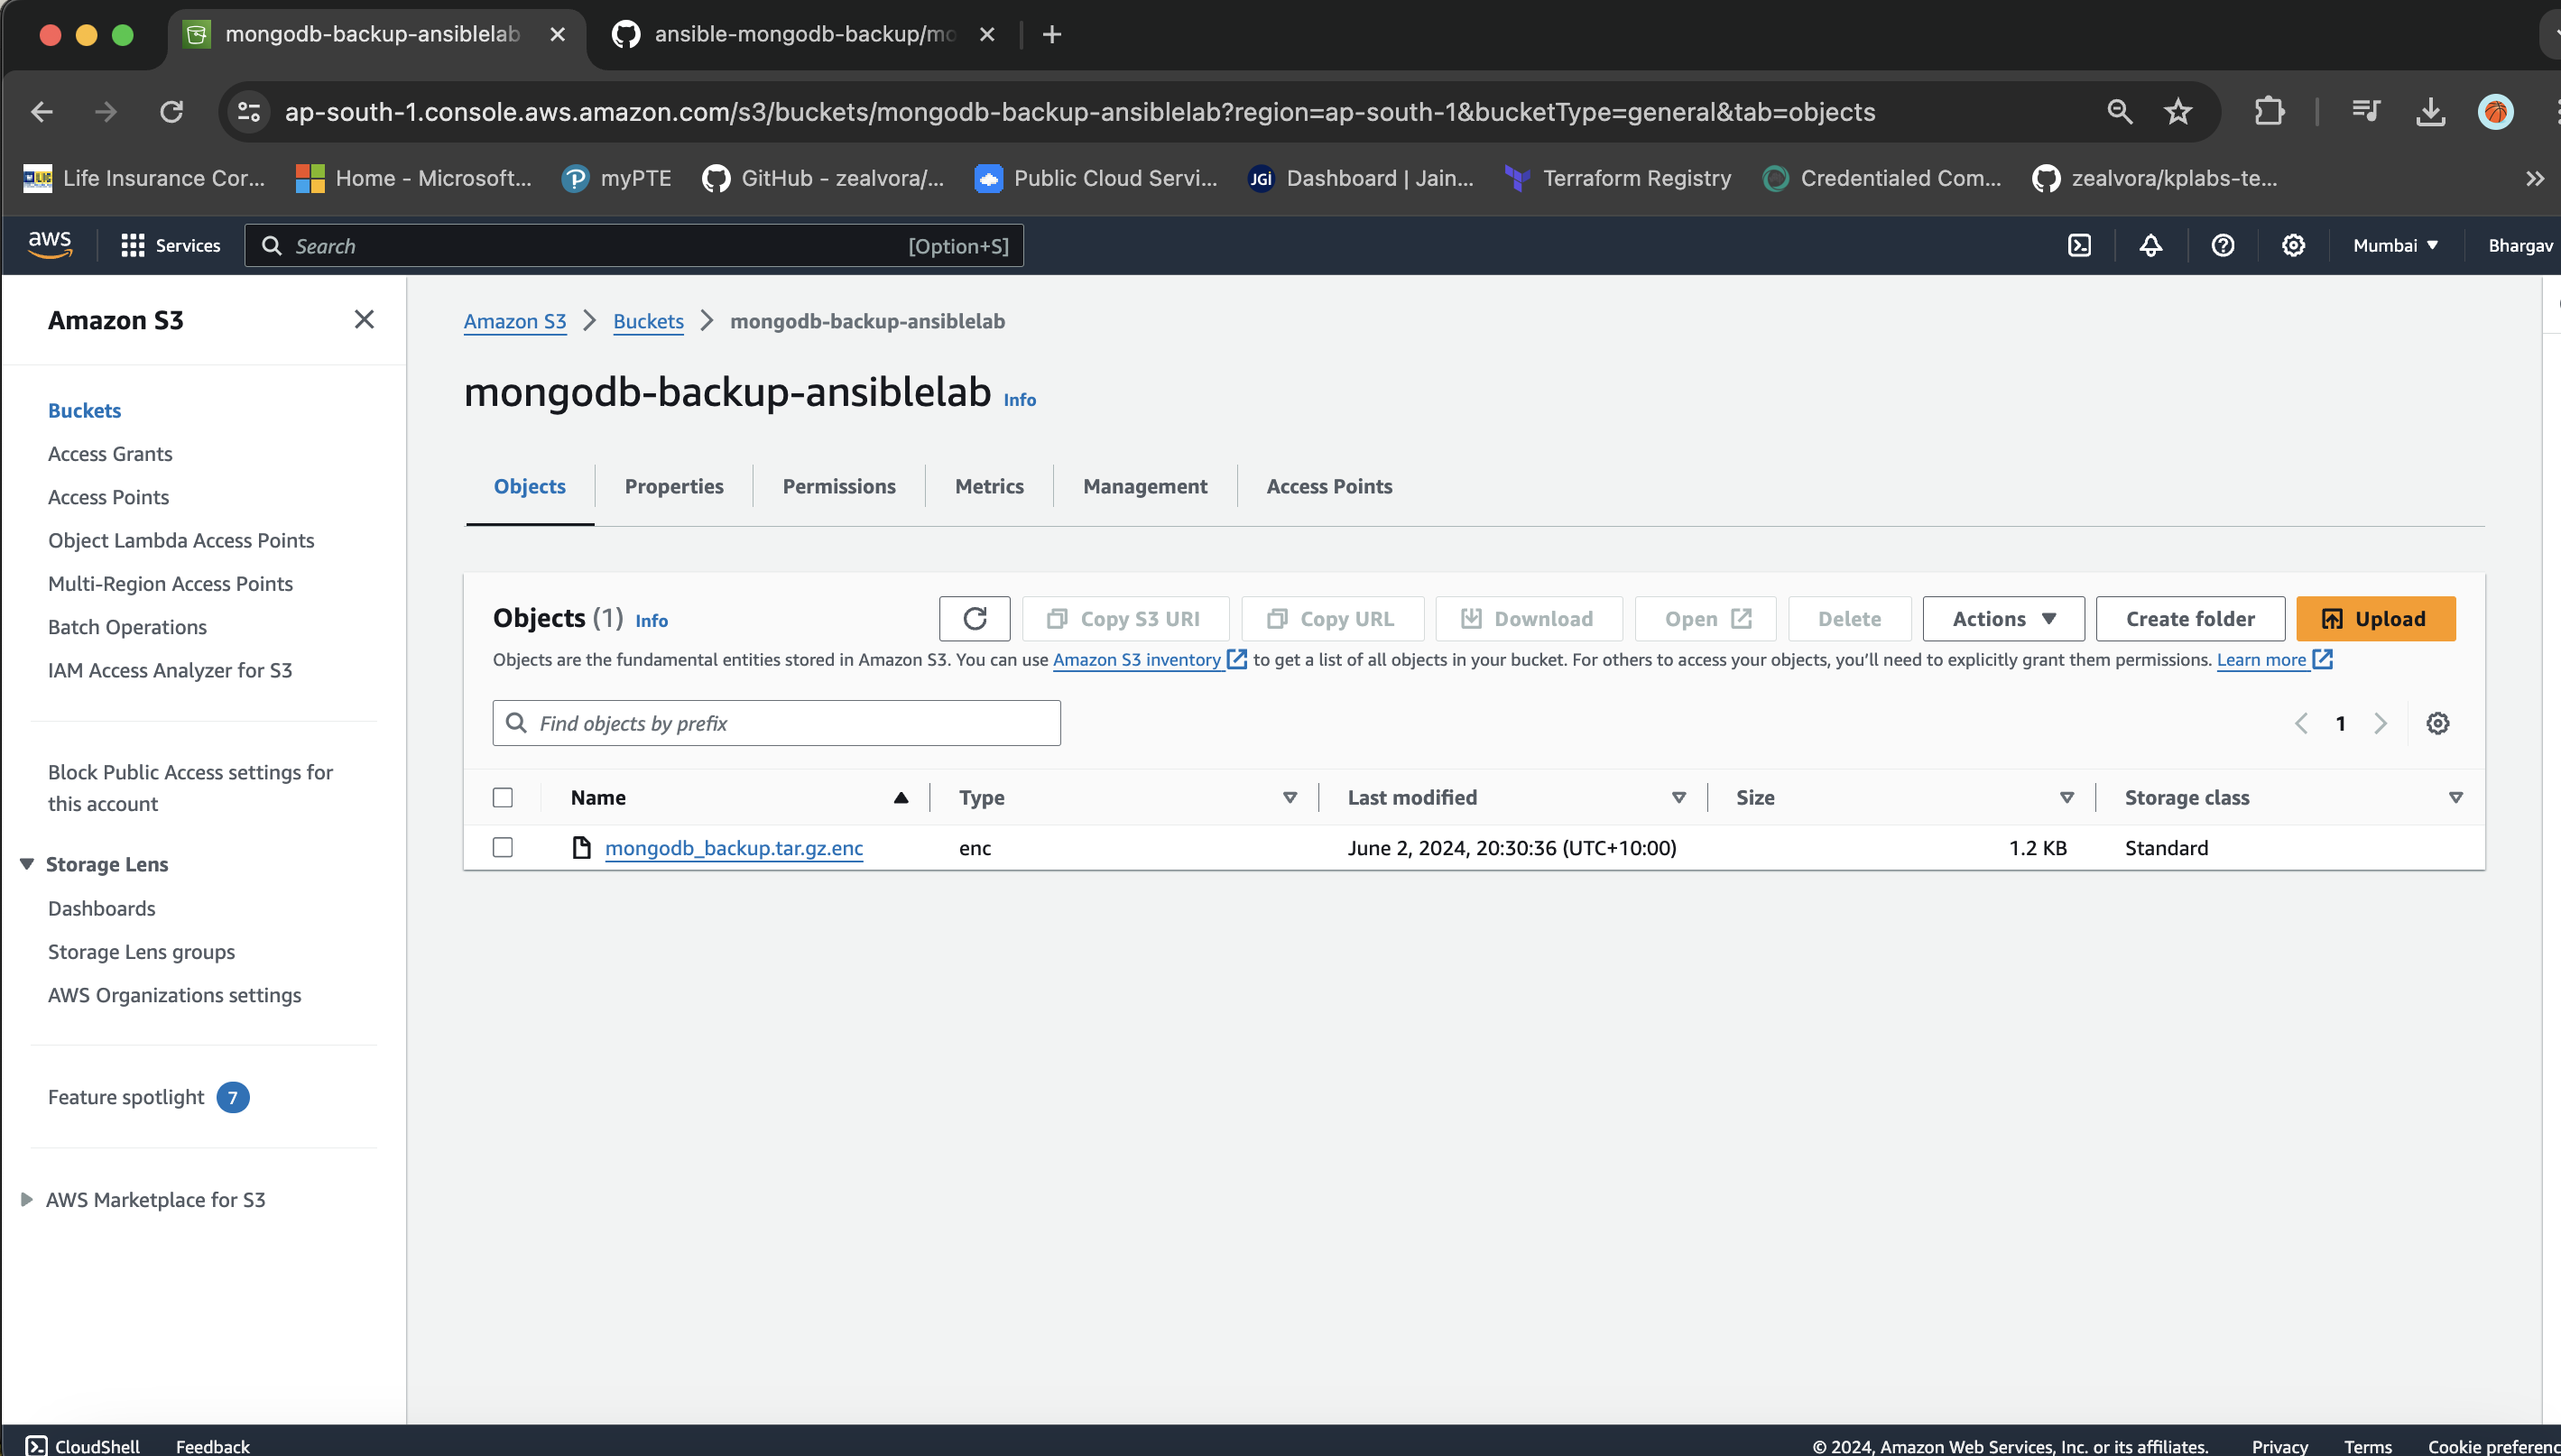 mongodb-backup-ansiblelab
ansible-mongodb-backup/mo
ap-south-1.console.aws.amazon.com/s3/buckets/mongodb-backup-ansiblelab?region=ap-south-1&bucketType=general&tab=objects
Life Insurance Cor... Home - Microsoft... myPTE GitHub - zealvora/... Public Cloud Servi... JGI Dashboard | Jain... Terraform Registry Credentialed Com... zealvora/kplabs-te...
aws Services Search [Option+S] Mumbai Bhargav
Amazon S3
Buckets
Access Grants
Access Points
Object Lambda Access Points
Multi-Region Access Points
Batch Operations
IAM Access Analyzer for S3
Block Public Access settings for
this account
Storage Lens
Dashboards
Storage Lens groups
AWS Organizations settings
Feature spotlight 7
AWS Marketplace for S3
Amazon S3 Buckets mongodb-backup-ansiblelab
mongodb-backup-ansiblelab Info
Objects Properties Permissions Metrics Management Access Points
Objects (1) Info Copy S3 URI Copy URL Download Open Delete Actions Create folder Upload
Objects are the fundamental entities stored in Amazon S3. You can use Amazon S3 inventory to get a list of all objects in your bucket. For others to access your objects, you’ll need to explicitly grant them permissions. Learn more
Find objects by prefix 1
Name Type Last modified Size Storage class
mongodb_backup.tar.gz.enc enc June 2, 2024, 20:30:36 (UTC+10:00) 1.2 KB Standard
CloudShell Feedback © 2024, Amazon Web Services, Inc. or its affiliates. Privacy Terms Cookie preferenc